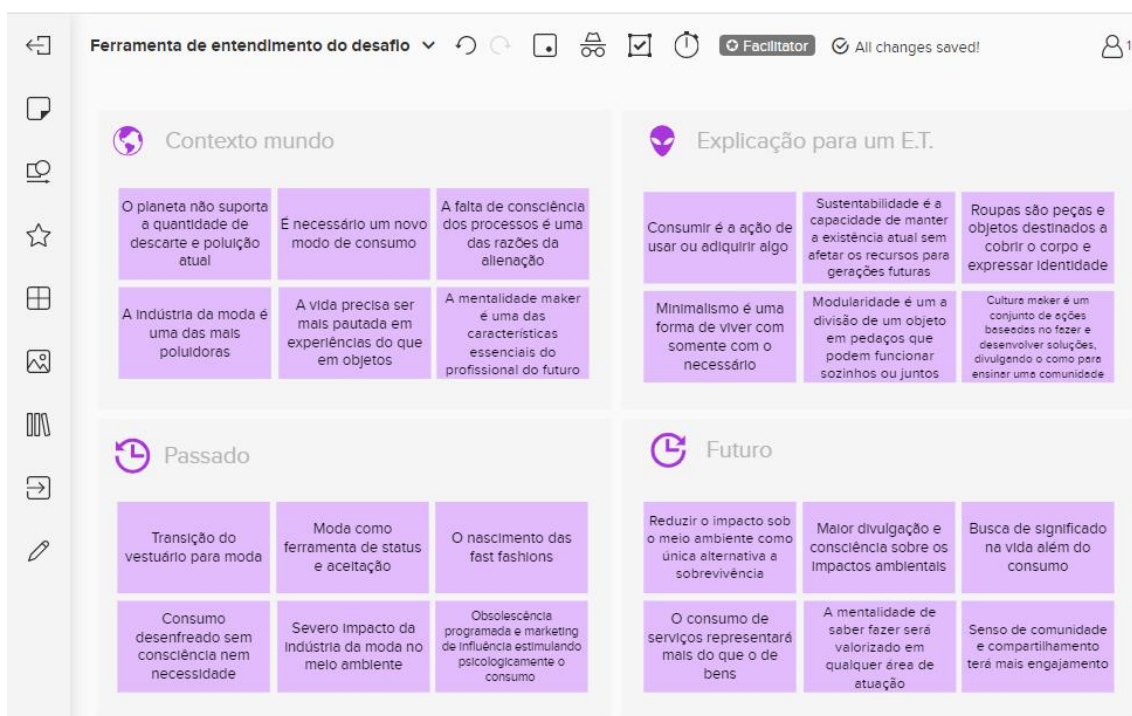 Ferramenta de entendimento do desafio
Facilitator
All changes saved!
1
Contexto mundo
O planeta não suporta
a quantidade de
descarte e poluição
atual
É necessário um novo
modo de consumo
A falta de consciência
dos processos é uma
das razões da
alienação
A indústria da moda é
uma das mais
poluidoras
A vida precisa ser
mais pautada em
experiências do que
em objetos
A mentalidade maker
é uma das
características
essenciais do
profissional do futuro
Explicação para um E.T.
Consumir é a ação de
usar ou adiquirir algo
Sustentabilidade é a
capacidade de manter
a existência atual sem
afetar os recursos para
gerações futuras
Roupas são peças e
objetos destinados a
cobrir o corpo e
expressar identidade
Minimalismo é uma
forma de viver com
somente com o
necessário
Modularidade é um a
divisão de um objeto
em pedaços que
podem funcionar
sozinhos ou juntos
Cultura maker é um
conjunto de ações
baseadas no fazer e
desenvolver soluções,
divulgando o como para
ensinar uma comunidade
Passado
Transição do
vestuário para moda
Moda como
ferramenta de status
e aceitação
O nascimento das
fast fashions
Consumo
desenfreado sem
consciência nem
necessidade
Severo impacto da
indústria da moda no
meio ambiente
Obsolescência
programada e marketing
de influência estimulando
psicologicamente o
consumo
Futuro
Reduzir o impacto sob
o meio ambiente como
única alternativa a
sobrevivência
Maior divulgação e
consciência sobre os
impactos ambientais
Busca de significado
na vida além do
consumo
O consumo de
serviços representará
mais do que o de
bens
A mentalidade de
saber fazer será
valorizado em
qualquer área de
atuação
Senso de comunidade
e compartilhamento
terá mais engajamento